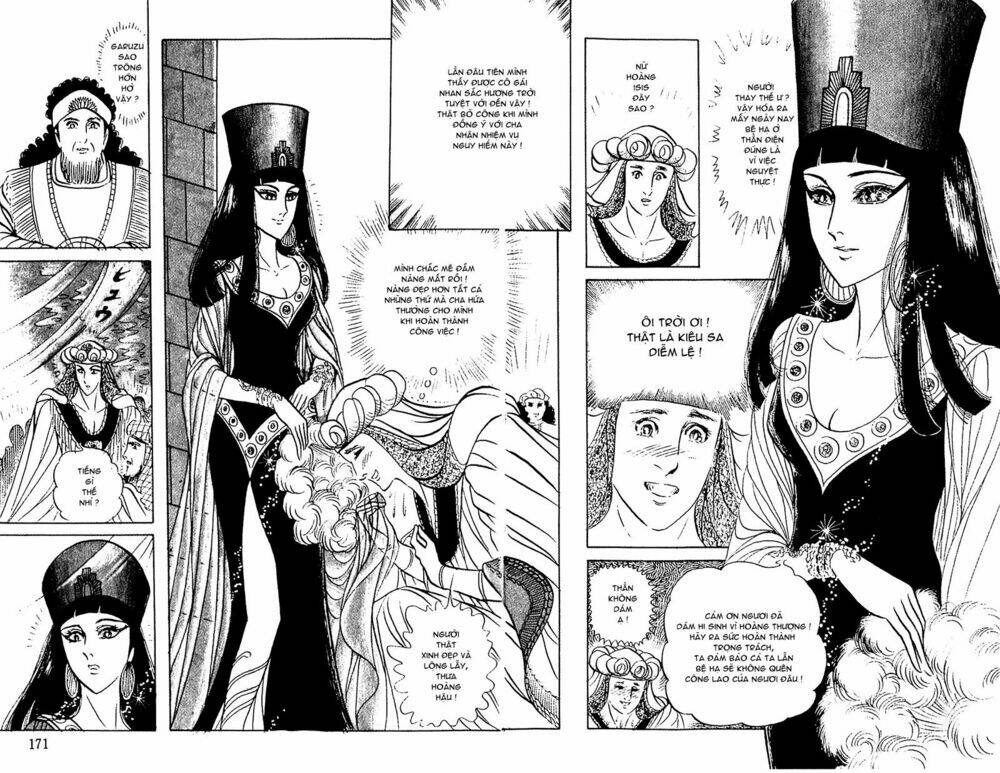 NGƯỜI
THAY THẾ Ư ?
VẬY HÓA RA
MẤY NGÀY NAY
BỆ HẠ Ở
THẦN ĐIỆN
ĐÚNG LÀ
VÌ VIỆC
NGUYỆT
THỰC !
NỮ
HOÀNG
ISIS
ĐÂY
SAO ?
ÔI TRỜI ƠI !
THẬT LÀ KIÊU SA
DIỄM LỆ !
CẢM ƠN NGƯƠI ĐÃ
DÁM HI SINH VÌ HOÀNG THƯỢNG !
HÃY RA SỨC HOÀN THÀNH
TRỌNG TRÁCH,
TA ĐẢM BẢO CẢ TA LẪN
BỆ HẠ SẼ KHÔNG QUÊN
CÔNG LAO CỦA NGƯƠI ĐÂU !
THẦN
KHÔNG
DÁM
Ạ !
LẦN ĐẦU TIÊN MÌNH
THẤY ĐƯỢC CÔ GÁI
NHAN SẮC HƯƠNG TRỜI
TUYỆT VỜI ĐẾN VẬY !
THẬT BÕ CÔNG KHI MÌNH
ĐỒNG Ý VỚI CHA
NHẬN NHIỆM VỤ
NGUY HIỂM NÀY !
MÌNH CHẮC MÊ ĐẮM
NÀNG MẤT RỒI !
NÀNG ĐẸP HƠN TẤT CẢ
NHỮNG THỨ MÀ CHA HỨA
THƯỞNG CHO MÌNH
KHI HOÀN THÀNH
CÔNG VIỆC !
NGƯỜI
THẬT
XINH ĐẸP VÀ
LỘNG LẪY,
THƯA
HOÀNG
HẬU !
GARUZU
SAO
TRÔNG
HỚN
HỞ
VẬY ?
ヒュウ
TIẾNG
GÌ
THẾ
NHỈ ?
171